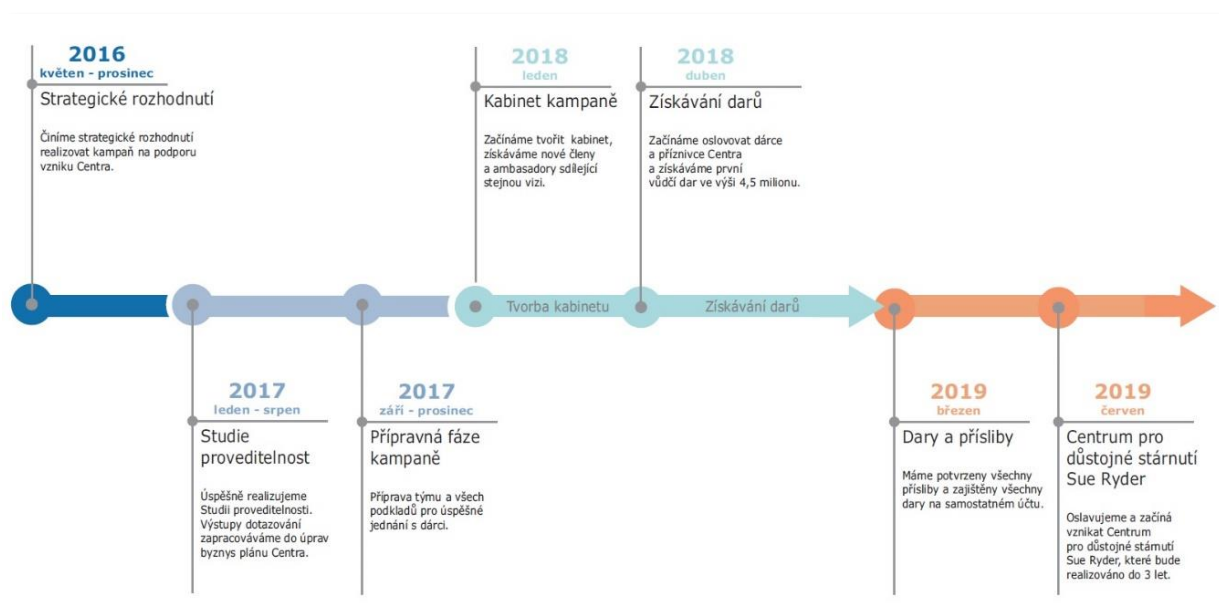 2016
květen - prosinec
Strategické rozhodnutí
Činíme strategické rozhodnutí
realizovat kampaň na podporu
vzniku Centra.
2018
leden
Kabinet kampaně
Začínáme tvořit kabinet,
získáváme nové členy
a ambasadory sdílející
stejnou vizi.
2018
duben
Získávání darů
Začínáme oslovovat dárce
a příznivce Centra
a získáváme první
vůdčí dar ve výši 4,5 milionu.
Tvorba kabinetu
Získávání darů
2017
leden - srpen
Studie
proveditelnost
Úspěšně realizujeme
Studii proveditelnosti.
Výstupy dotazování
zapracováváme do úprav
byznys plánu Centra.
2017
září - prosinec
Přípravná fáze
kampaně
Příprava týmu a všech
podkladů pro úspěšné
jednání s dárci.
2019
březen
Dary a přísliby
Máme potvrzeny všechny
přísliby a zajištěny všechny
dary na samostatném účtu.
2019
červen
Centrum pro
důstojné stárnutí
Sue Ryder
Oslavujeme a začíná
vznikat Centrum
pro důstojné stárnutí
Sue Ryder, které bude
realizováno do 3 let.